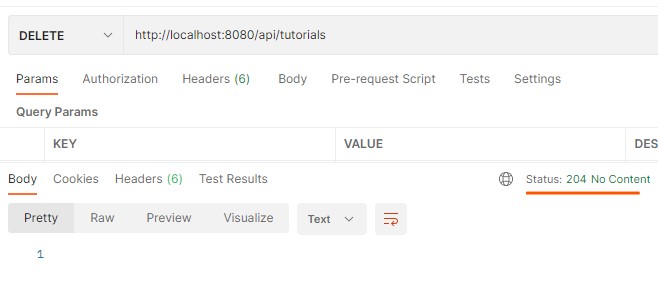 DELETE http://localhost:8080/api/tutorials
Params Authorization Headers (6) Body Pre-request Script Tests Settings
Query Params
KEY VALUE DES
Body Cookies Headers (6) Test Results Status: 204 No Content
Pretty Raw Preview Visualize Text
1